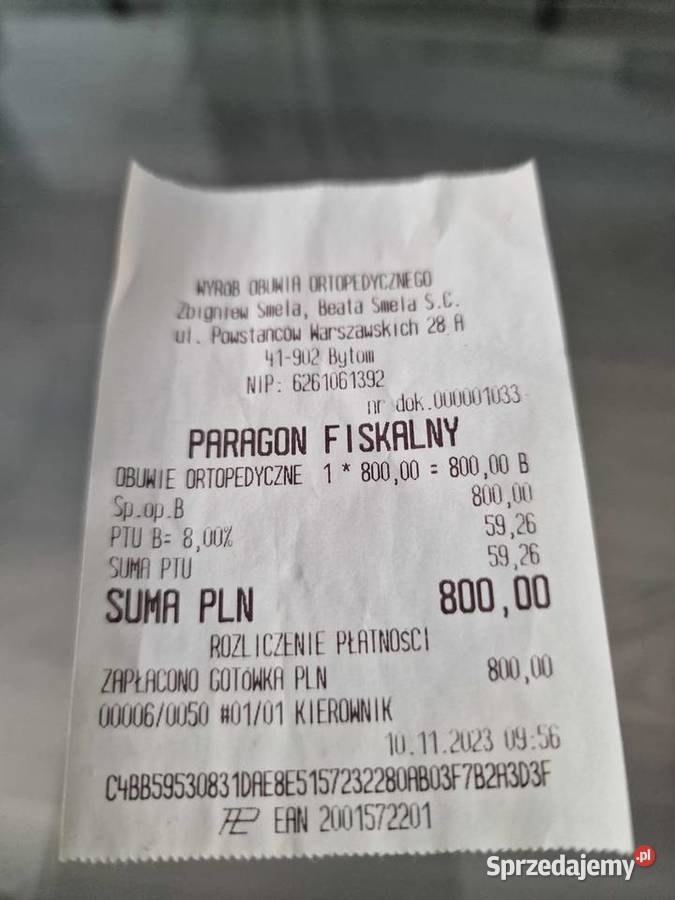 WYRÓB OBUWIA ORTOPEDYCZNEGO
Zbigniew Smela, Beata Smela S.C.
ul. Powstańców Warszawskich 28 A
41-902 Bytom
NIP: 6261061392
nr dok.000001033
PARAGON FISKALNY
OBUWIE ORTOPEDYCZNE 1 * 800,00 = 800,00 B
Sp.op.B 800,00
PTU B= 8,00% 59,26
SUMA PTU 59,26
SUMA PLN 800,00
ROZLICZENIE PŁATNOŚCI
ZAPŁACONO GOTÓWKA PLN 800,00
00006/0050 #01/01 KIEROWNIK
10.11.2023 09:56
C4BB59530831DAE8E5157232280AB03F7B2A3D3F
EAN 2001572201
Sprzedajemy.pl